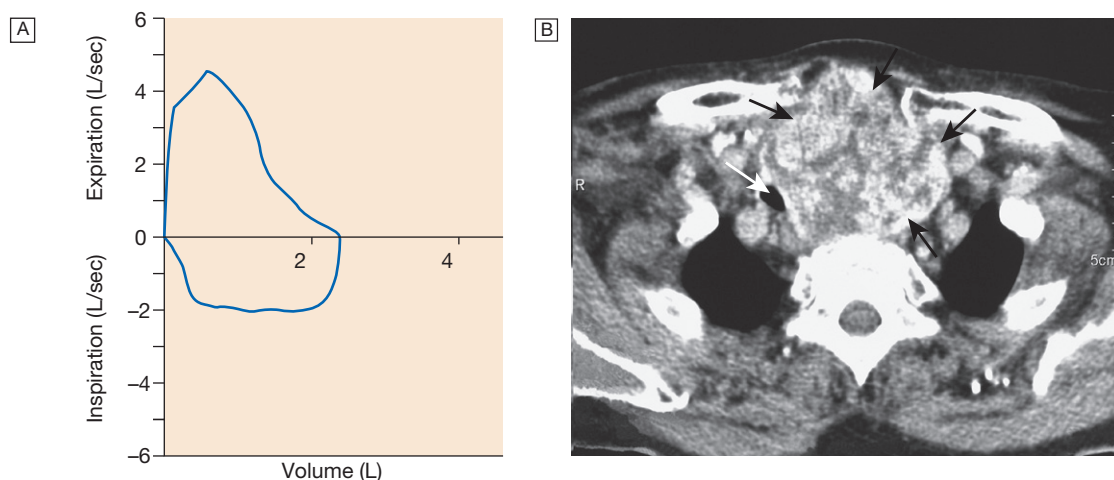 A
Expiration (L/sec)
Inspiration (L/sec)
6
4
2
0
–2
–4
–6
2
4
Volume (L)
B
R
5cm